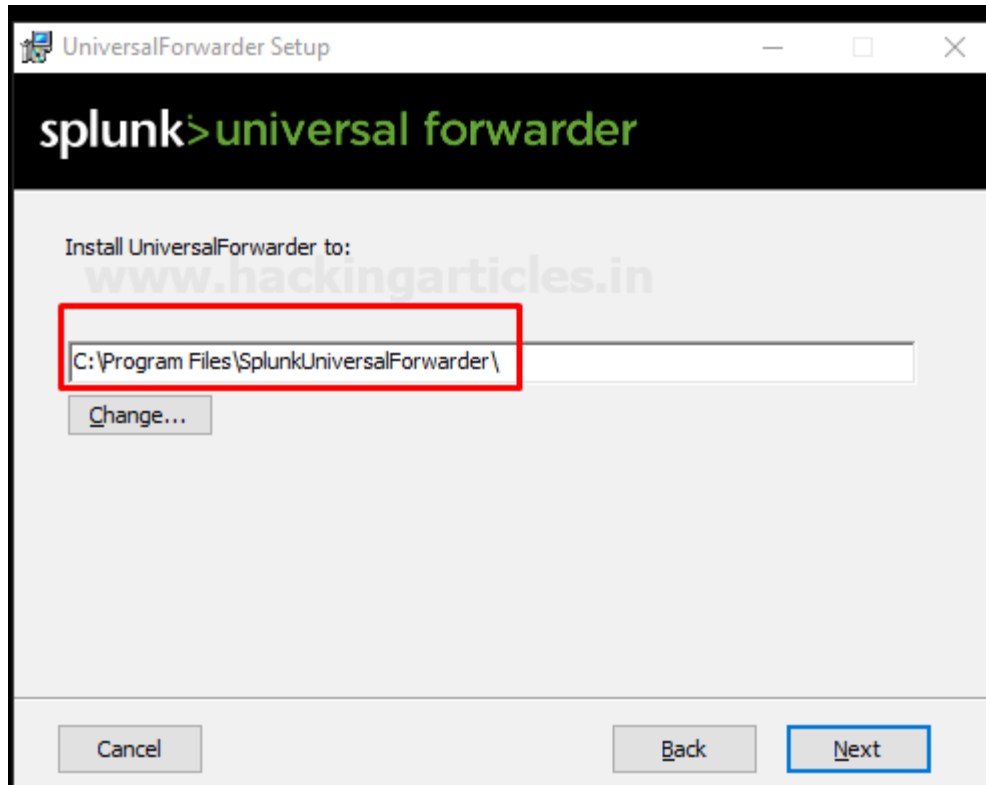 UniversalForwarder Setup
splunk>universal forwarder
Install UniversalForwarder to:
www.hackingarticles.in
C:\Program Files\SplunkUniversalForwarder\
Change...
Cancel
Back
Next